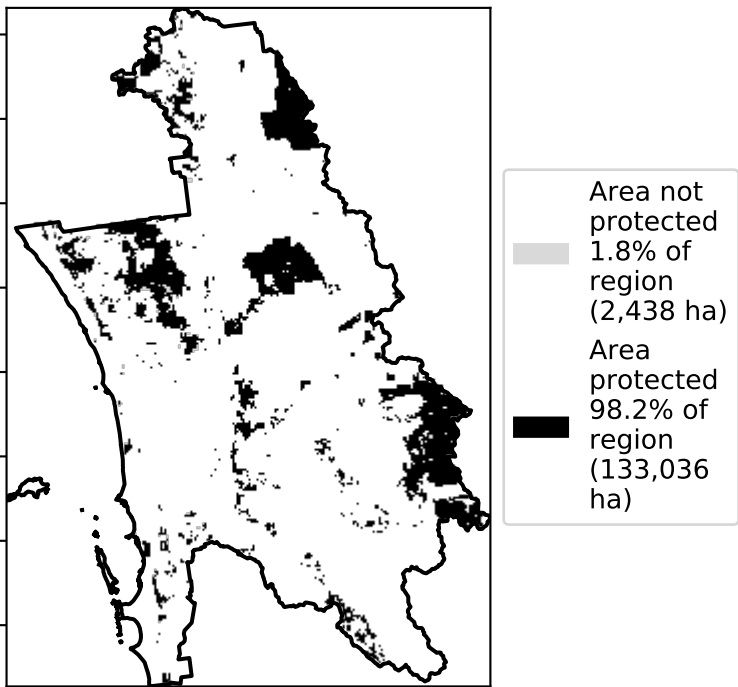 Area not
protected
1.8% of
region
(2,438 ha)
Area
protected
98.2% of
region
(133,036
ha)